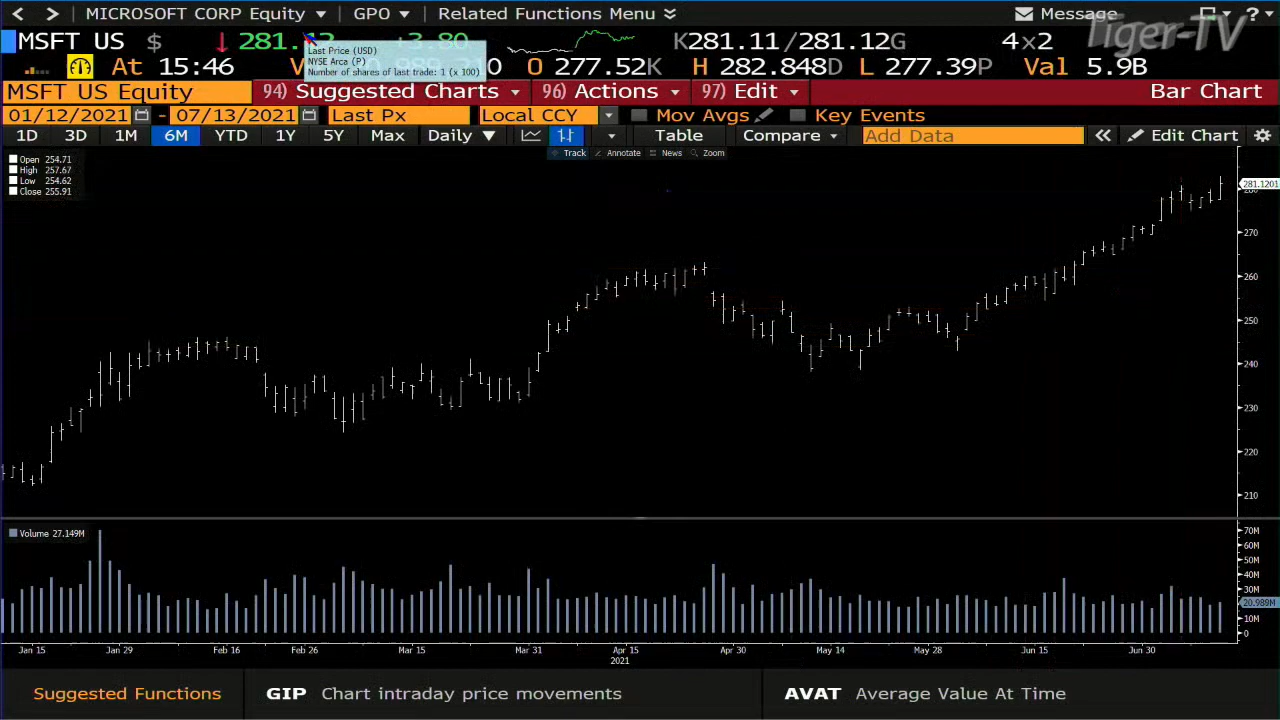 MICROSOFT CORP Equity GPO Related Functions Menu Message ?
MSFT US $ 281.12 +3.80 K281.11/281.12G 4x2
Tiger-TV
Last Price (USD)
NYSE Arca (P)
Number of shares of last trade: 1 (x 100)
At 15:46 O 277.52K H 282.848D L 277.39P Val 5.9B
MSFT US Equity 94) Suggested Charts 96) Actions 97) Edit Bar Chart
01/12/2021 - 07/13/2021 Last Px Local CCY Mov Avgs Key Events
1D 3D 1M 6M YTD 1Y 5Y Max Daily Table Compare Add Data Edit Chart
Track Annotate News Zoom
Open 254.71
High 257.67
Low 254.62
Close 255.91
281.1201
270
260
250
240
230
220
210
Volume 27.149M
70M
60M
50M
40M
30M
20.989M
10M
0
Jan 15 Jan 29 Feb 16 Feb 26 Mar 15 Mar 31 Apr 15 Apr 30 May 14 May 28 Jun 15 Jun 30
2021
Suggested Functions GIP Chart intraday price movements AVAT Average Value At Time